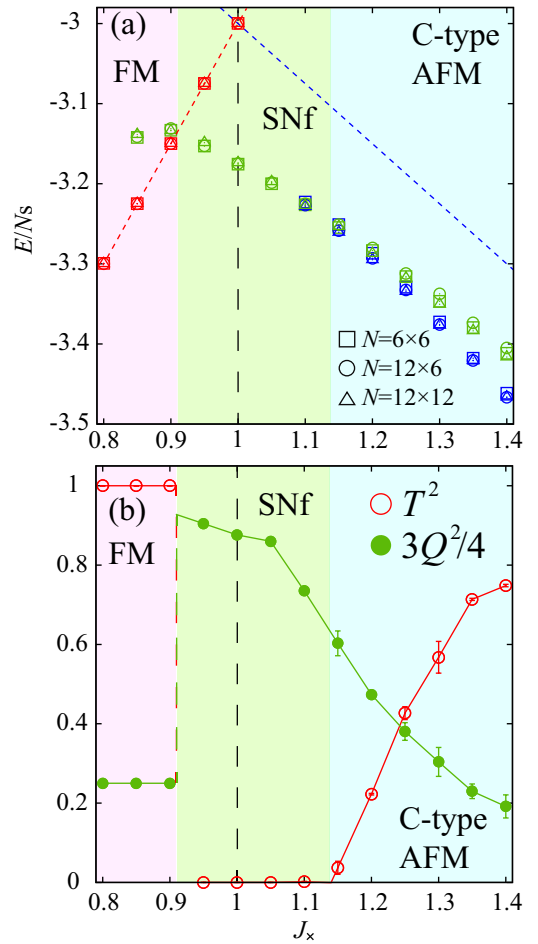 -3
(a)
FM
C-type
AFM
-3.1
SNf
-3.2
E/Ns
-3.3
N=6×6
N=12×6
-3.4
N=12×12
-3.5
0.8 0.9 1 1.1 1.2 1.3 1.4
1
(b)
SNf
T²
FM
3Q²/4
0.8
0.6
0.4
0.2
C-type
AFM
0
0.8 0.9 1 1.1 1.2 1.3 1.4
J×